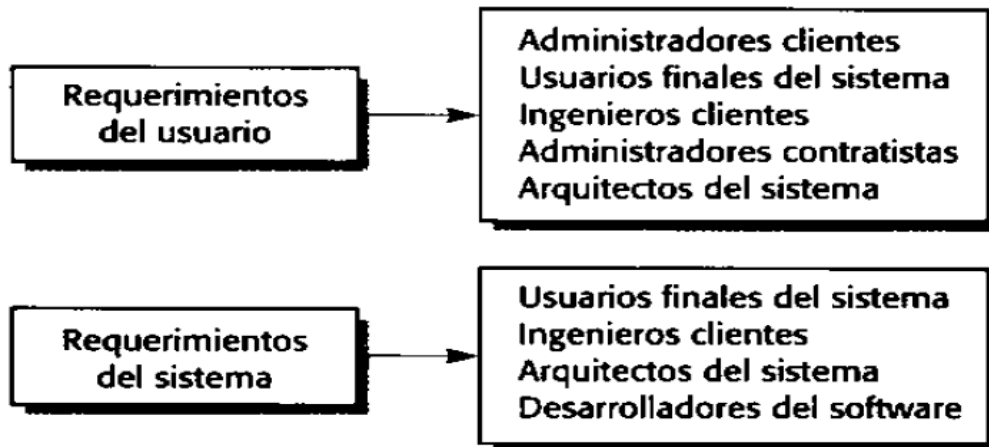 Requerimientos
del usuario
Administradores clientes
Usuarios finales del sistema
Ingenieros clientes
Administradores contratistas
Arquitectos del sistema
Requerimientos
del sistema
Usuarios finales del sistema
Ingenieros clientes
Arquitectos del sistema
Desarrolladores del software